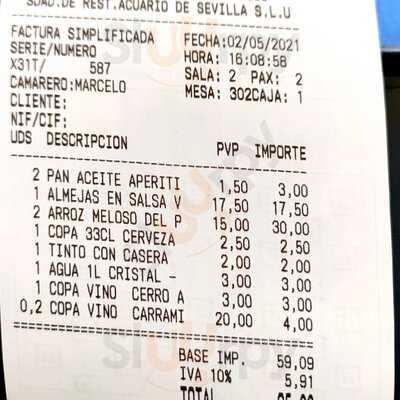 SDAD.DE REST.ACUARIO DE SEVILLA S.L.U
FACTURA SIMPLIFICADA FECHA:02/05/2021
SERIE/NUMERO HORA: 16:08:58
X31T/ 587 SALA: 2 PAX: 2
CAMARERO:MARCELO MESA: 302CAJA: 1
CLIENTE:
NIF/CIF:
UDS DESCRIPCION PVP IMPORTE
2 PAN ACEITE APERITI 1,50 3,00
1 ALMEJAS EN SALSA V 17,50 17,50
2 ARROZ MELOSO DEL P 15,00 30,00
1 COPA 33CL CERVEZA 2,50 2,50
1 TINTO CON CASERA 2,00 2,00
1 AGUA 1L CRISTAL - 3,00 3,00
1 COPA VINO CERRO A 3,00 3,00
0,2 COPA VINO CARRAMI 20,00 4,00
BASE IMP. 59,09
IVA 10% 5,91
TOTAL